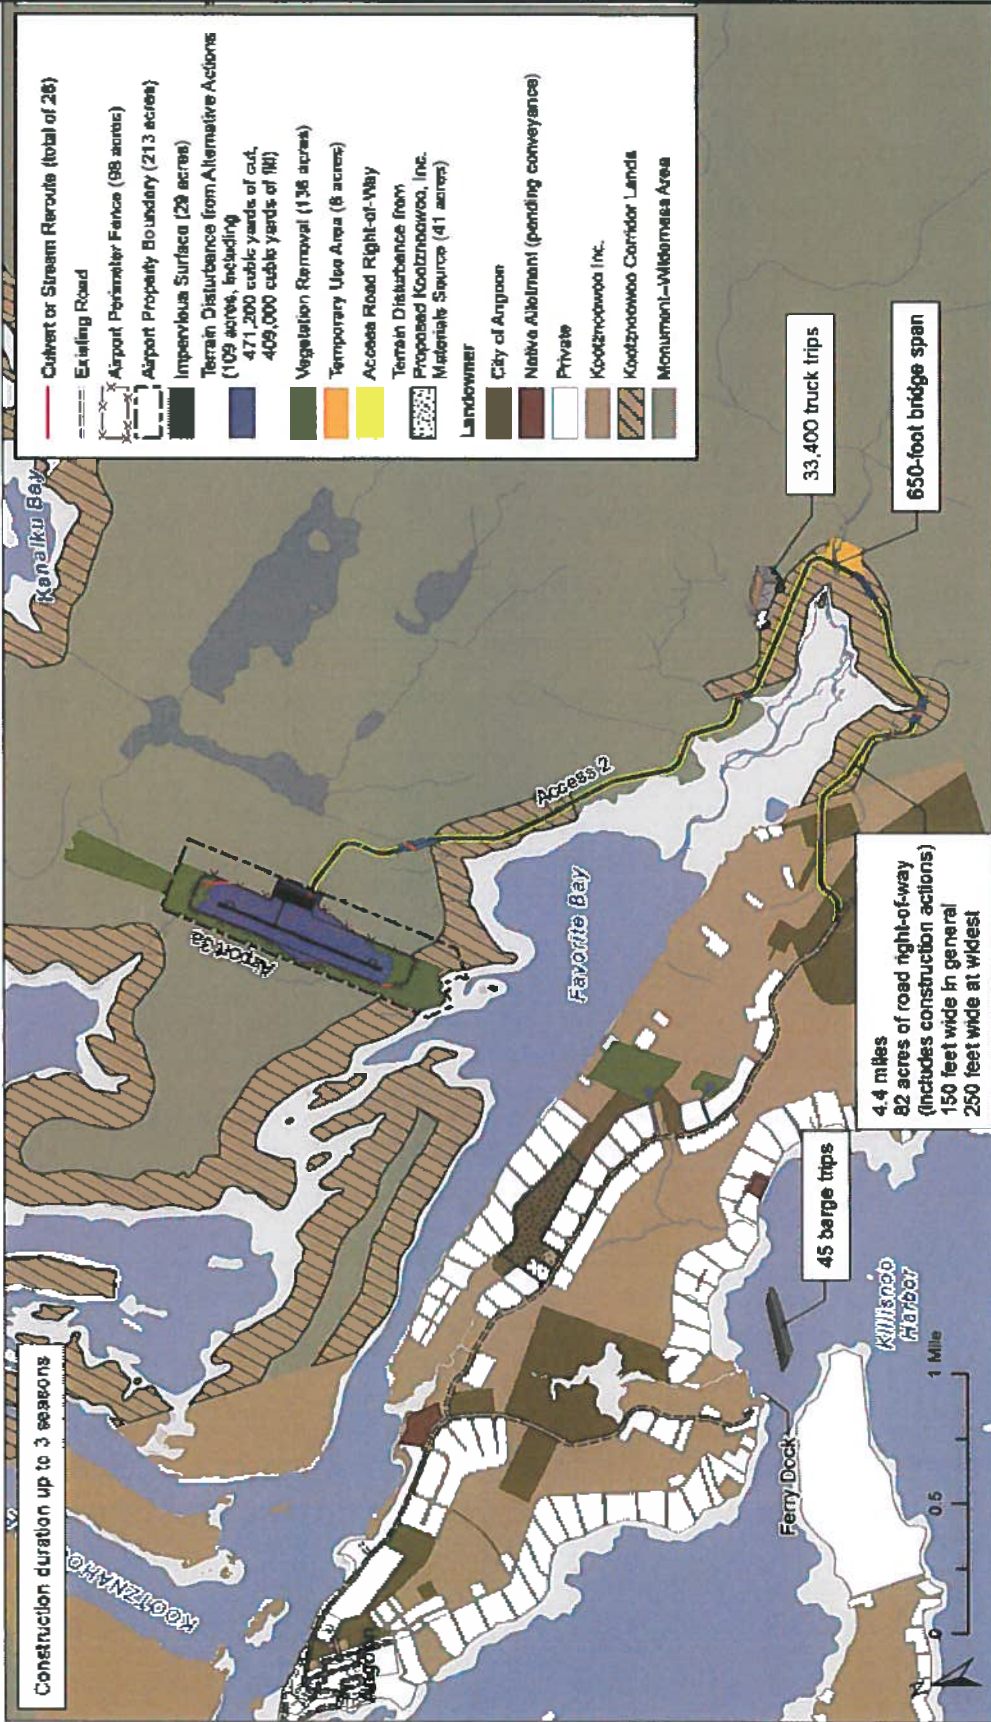 Construction duration up to 3 seasons
Kanalku Bay
KOOTZNAHOO
Airport 3a
Access 2
Favorite Bay
Angoon
Ferry Dock
Killisnoo
Harbor
45 barge trips
33,400 truck trips
650-foot bridge span
4.4 miles
82 acres of road right-of-way
(includes construction actions)
150 feet wide in general
250 feet wide at widest
0
0.5
1 Mile
N
Culvert or Stream Reroute (total of 26)
Existing Road
Airport Perimeter Fence (98 acres)
Airport Property Boundary (213 acres)
Impervious Surface (29 acres)
Terrain Disturbance from Alternative Actions
(109 acres, including
471,200 cubic yards of cut,
409,000 cubic yards of fill)
Vegetation Removal (136 acres)
Temporary Use Area (6 acres)
Access Road Right-of-Way
Terrain Disturbance from
Proposed Kootznoowoo, Inc.
Materials Source (41 acres)
Landowner
City of Angoon
Native Allotment (pending conveyance)
Private
Kootznoowoo Inc.
Kootznoowoo Corridor Lands
Monument–Wilderness Area